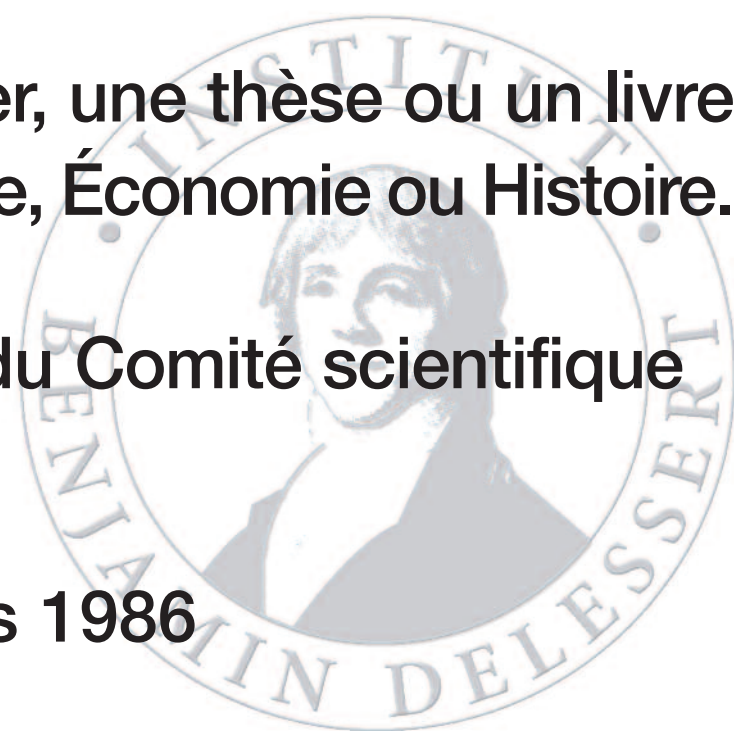 er, une thèse ou un livre
e, Économie ou Histoire.
du Comité scientifique
s 1986
INSTITUT • BENJAMIN DELESSERT •